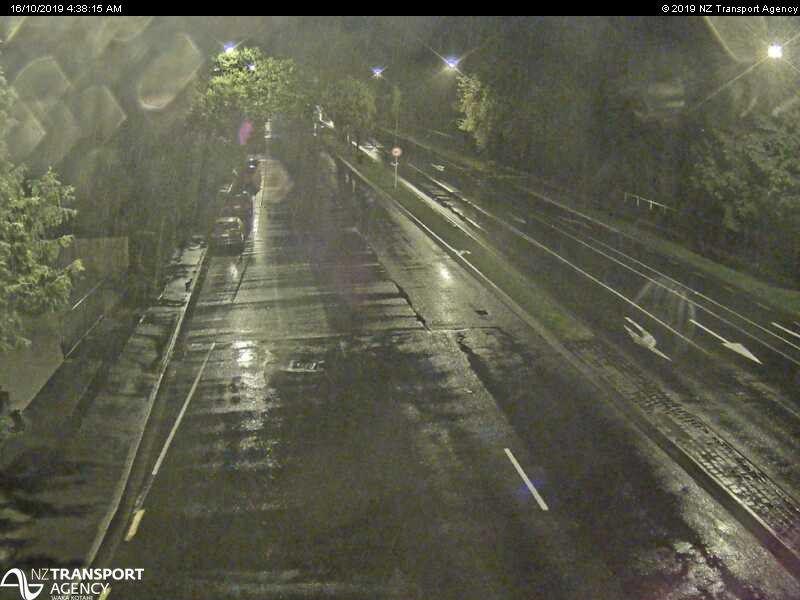 16/10/2019 4:38:15 AM
© 2019 NZ Transport Agency
NZTRANSPORT
AGENCY
WAKA KOTAHI